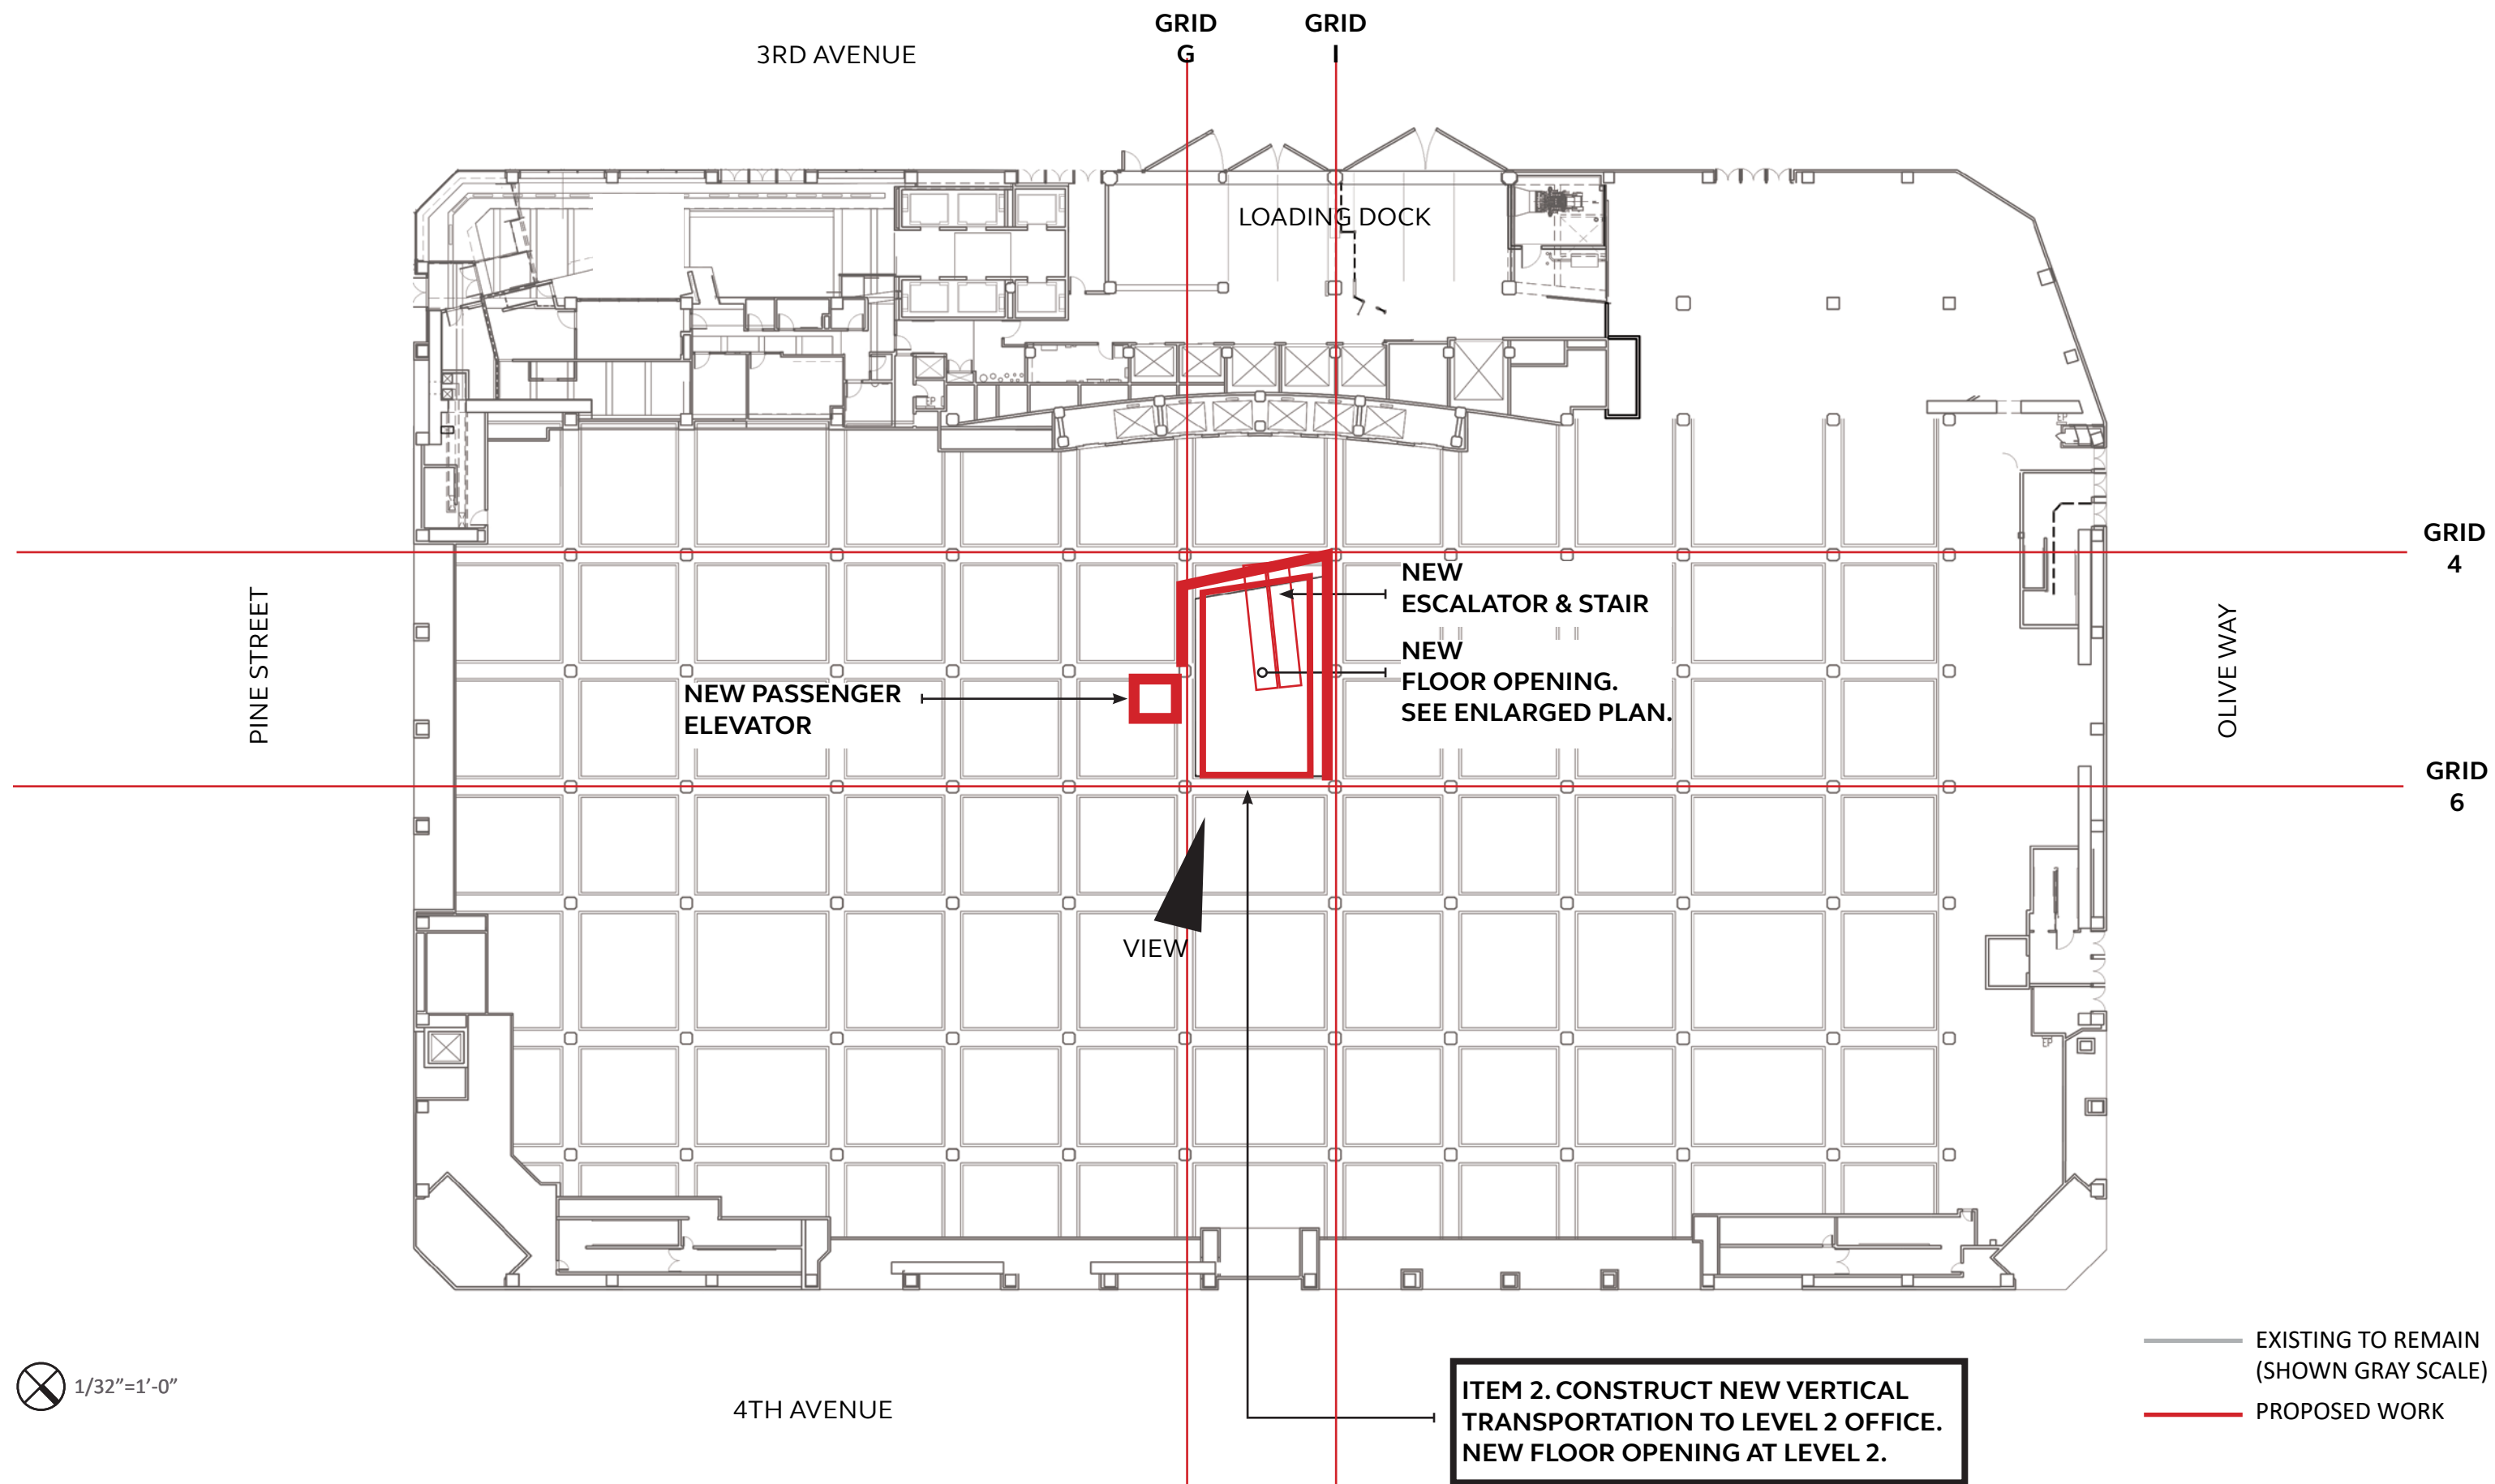 GRID
G
GRID
I
3RD AVENUE
LOADING DOCK
GRID
4
PINE STREET
OLIVE WAY
NEW
ESCALATOR & STAIR
NEW
FLOOR OPENING.
SEE ENLARGED PLAN.
NEW PASSENGER
ELEVATOR
GRID
6
VIEW
1/32"=1'-0"
4TH AVENUE
ITEM 2. CONSTRUCT NEW VERTICAL
TRANSPORTATION TO LEVEL 2 OFFICE.
NEW FLOOR OPENING AT LEVEL 2.
EXISTING TO REMAIN
(SHOWN GRAY SCALE)
PROPOSED WORK